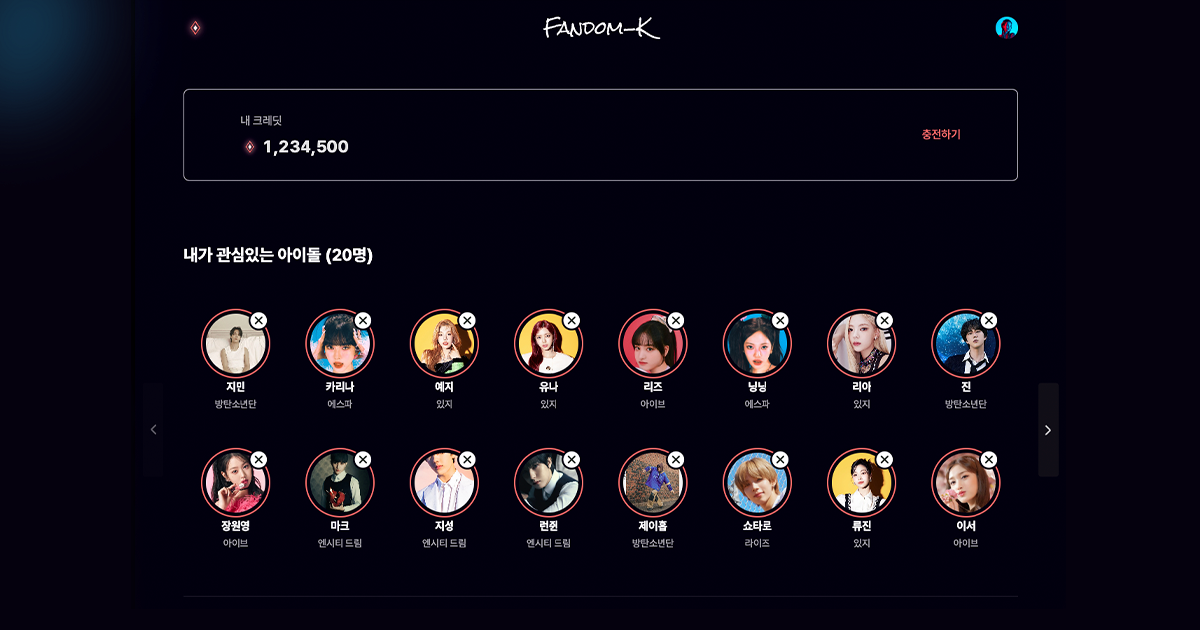 Fandom-K
내 크레딧
1,234,500
충전하기
내가 관심있는 아이돌 (20명)
지민 카리나 예지 유나 리즈 닝닝 리아 진
방탄소년단 에스파 있지 있지 아이브 에스파 있지 방탄소년단
장원영 마크 지성 런쥔 제이홉 쇼타로 류진 이서
아이브 엔시티 드림 엔시티 드림 엔시티 드림 방탄소년단 라이즈 있지 아이브